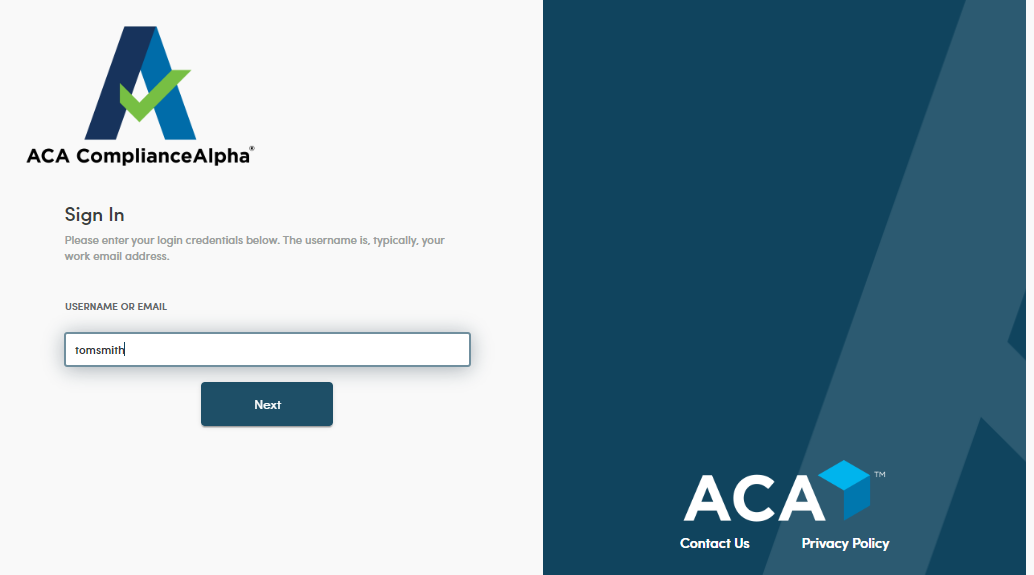 ACA ComplianceAlpha®
Sign In
Please enter your login credentials below. The username is, typically, your
work email address.
USERNAME OR EMAIL
tomsmith
Next
ACA™
Contact Us Privacy Policy